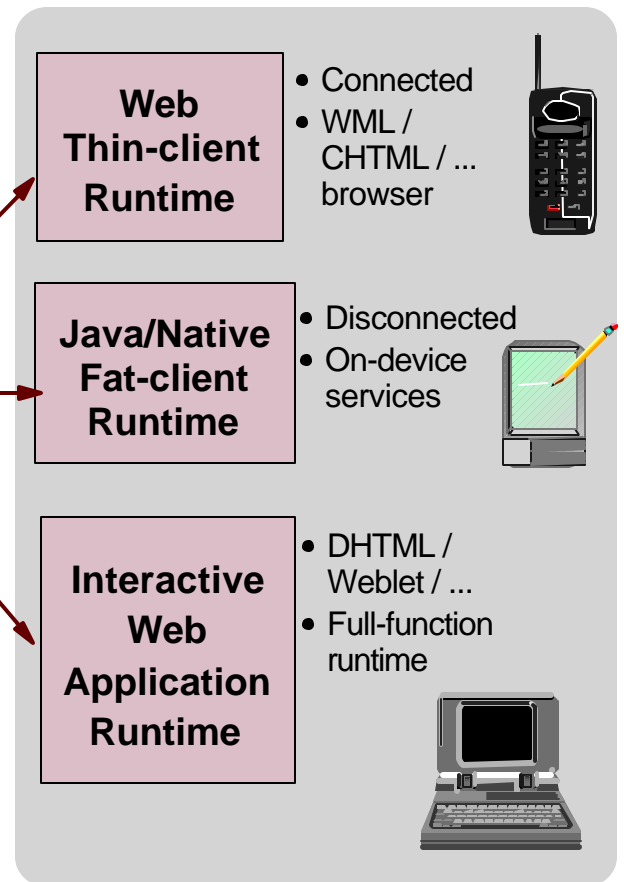 Web
Thin-client
Runtime
• Connected
• WML /
CHTML / ...
browser
Java/Native
Fat-client
Runtime
• Disconnected
• On-device
services
Interactive
Web
Application
Runtime
• DHTML /
Weblet / ...
• Full-function
runtime